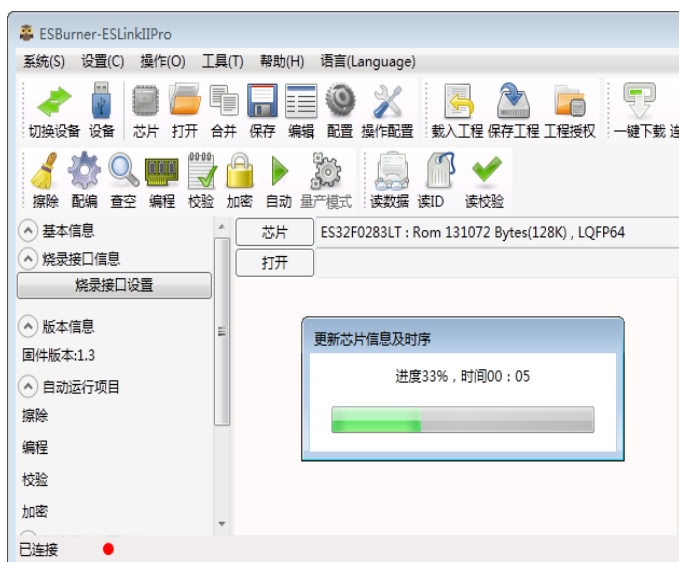 ESBurner-ESLinkIIPro
系统(S) 设置(C) 操作(O) 工具(T) 帮助(H) 语言(Language)
切换设备 设备 芯片 打开 合并 保存 编辑 配置 操作配置 载入工程 保存工程 工程授权 一键下载 连
擦除 配编 查空 编程 校验 加密 自动 量产模式 读数据 读ID 读校验
基本信息
芯片 ES32F0283LT : Rom 131072 Bytes(128K) , LQFP64
烧录接口信息
打开
烧录接口设置
版本信息
固件版本:1.3
自动运行项目
擦除
编程
校验
加密
更新芯片信息及时序
进度33%，时间00：05
已连接